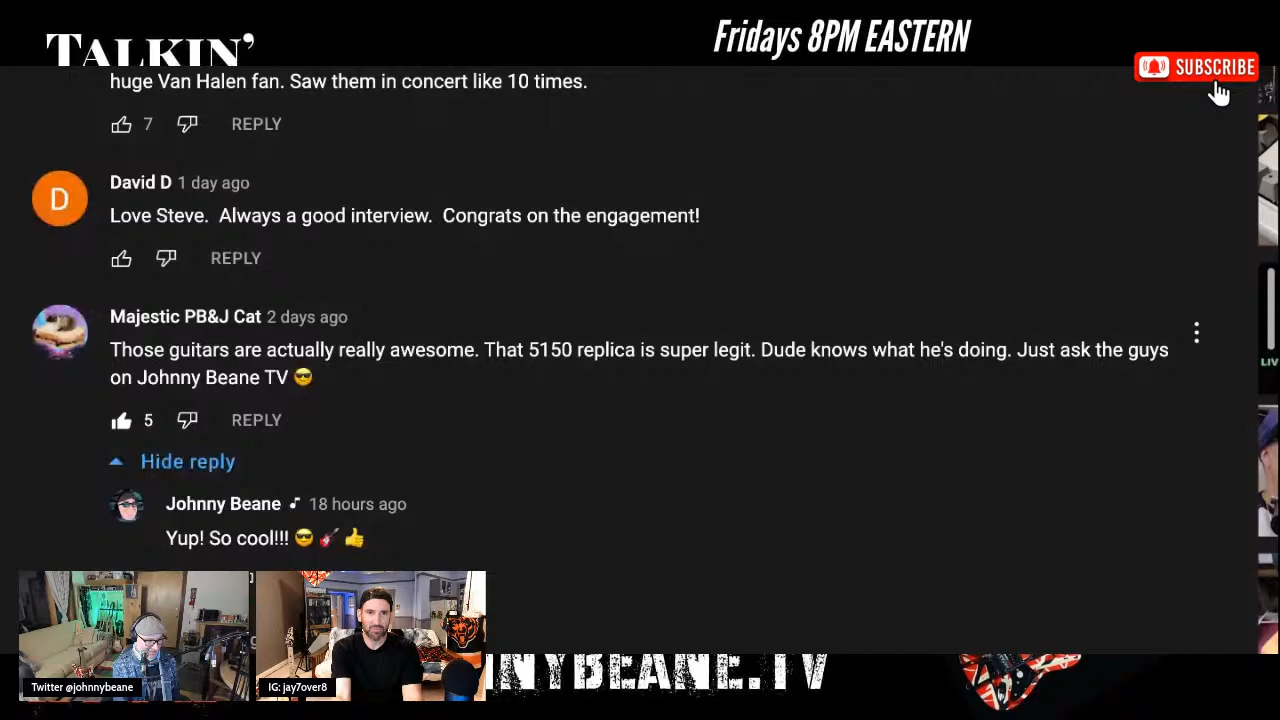 TALKIN'
Fridays 8PM EASTERN
SUBSCRIBE
huge Van Halen fan. Saw them in concert like 10 times.
7 REPLY
D
David D 1 day ago
Love Steve.  Always a good interview.  Congrats on the engagement!
REPLY
Majestic PB&J Cat 2 days ago
Those guitars are actually really awesome. That 5150 replica is super legit. Dude knows what he's doing. Just ask the guys
on Johnny Beane TV 😎
LIV
5 REPLY
Hide reply
Johnny Beane 18 hours ago
Yup! So cool!!! 😎 🎸 👍
Twitter @johnnybeane
IG: jay7over8
NNYBEANE.TV